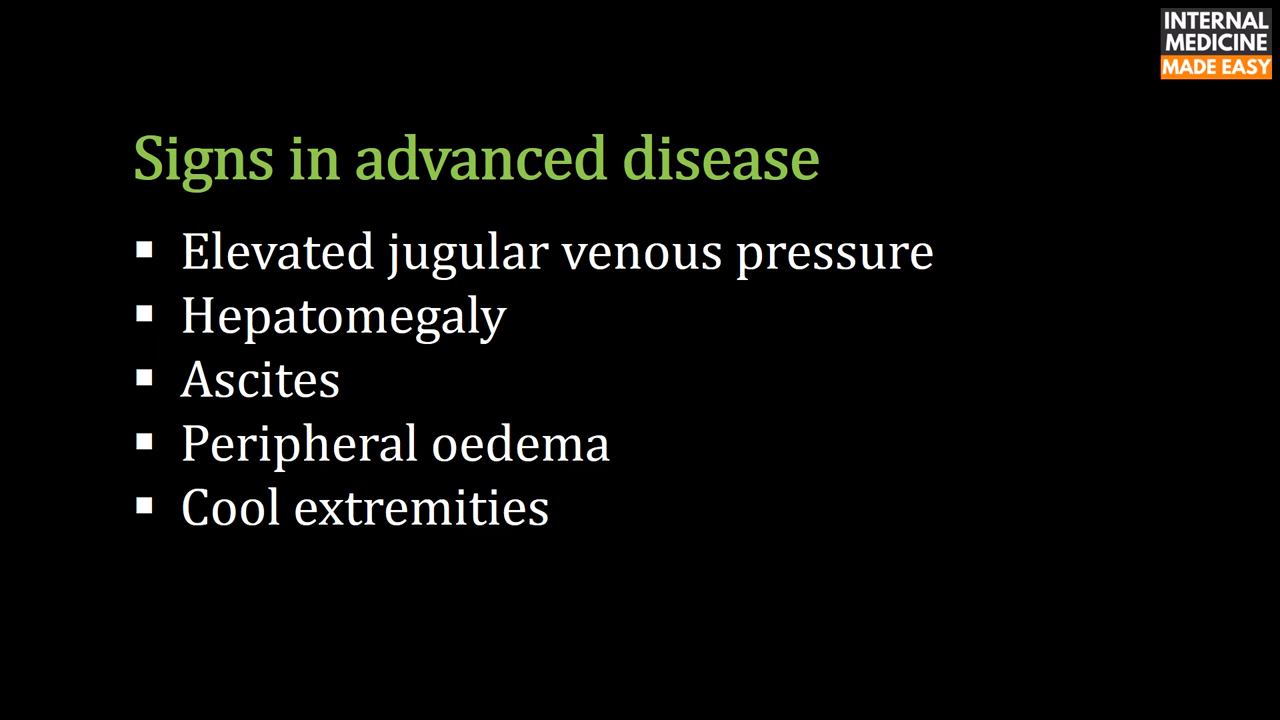 INTERNAL
MEDICINE
MADE EASY
Signs in advanced disease
▪ Elevated jugular venous pressure
▪ Hepatomegaly
▪ Ascites
▪ Peripheral oedema
▪ Cool extremities